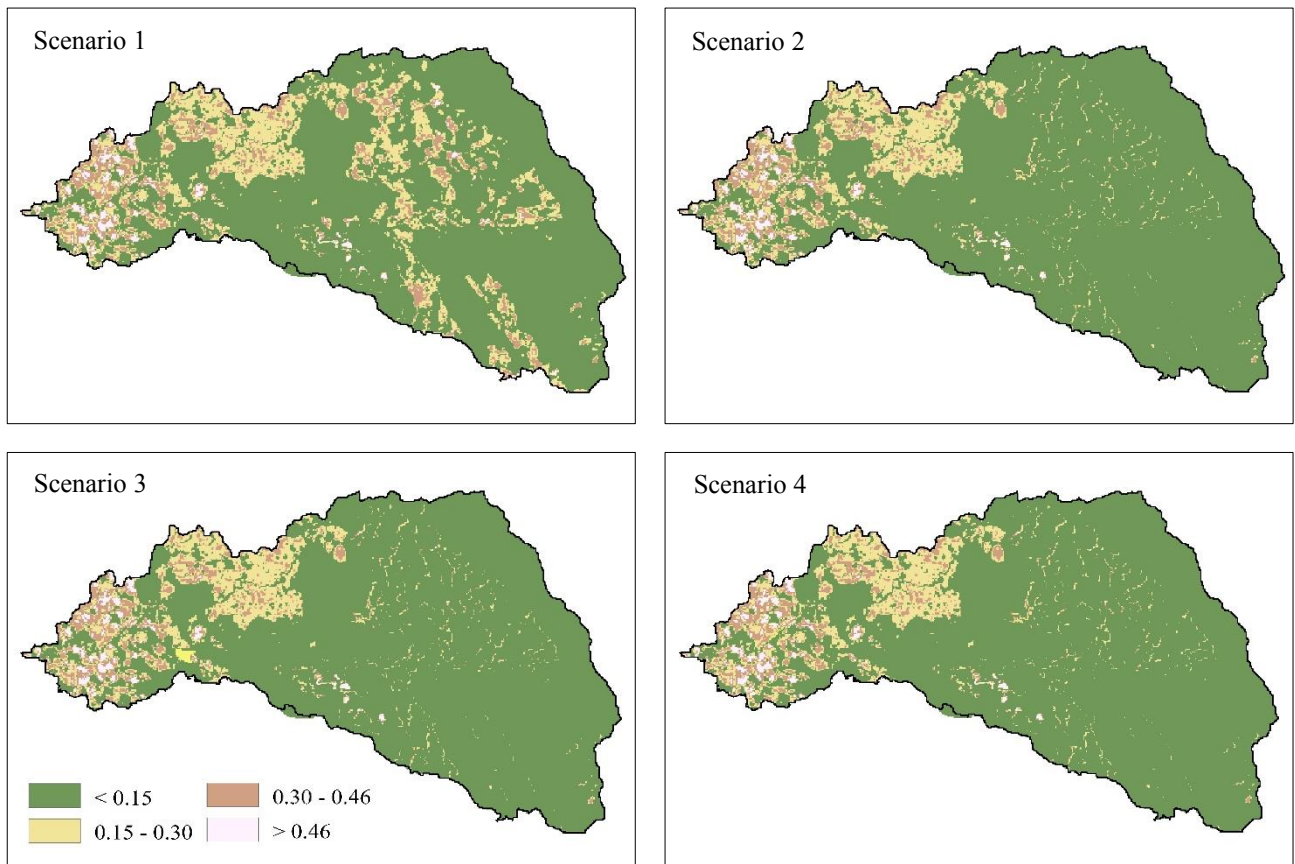 Scenario 1
Scenario 2
Scenario 3
Scenario 4
< 0.15
0.30 - 0.46
0.15 - 0.30
> 0.46